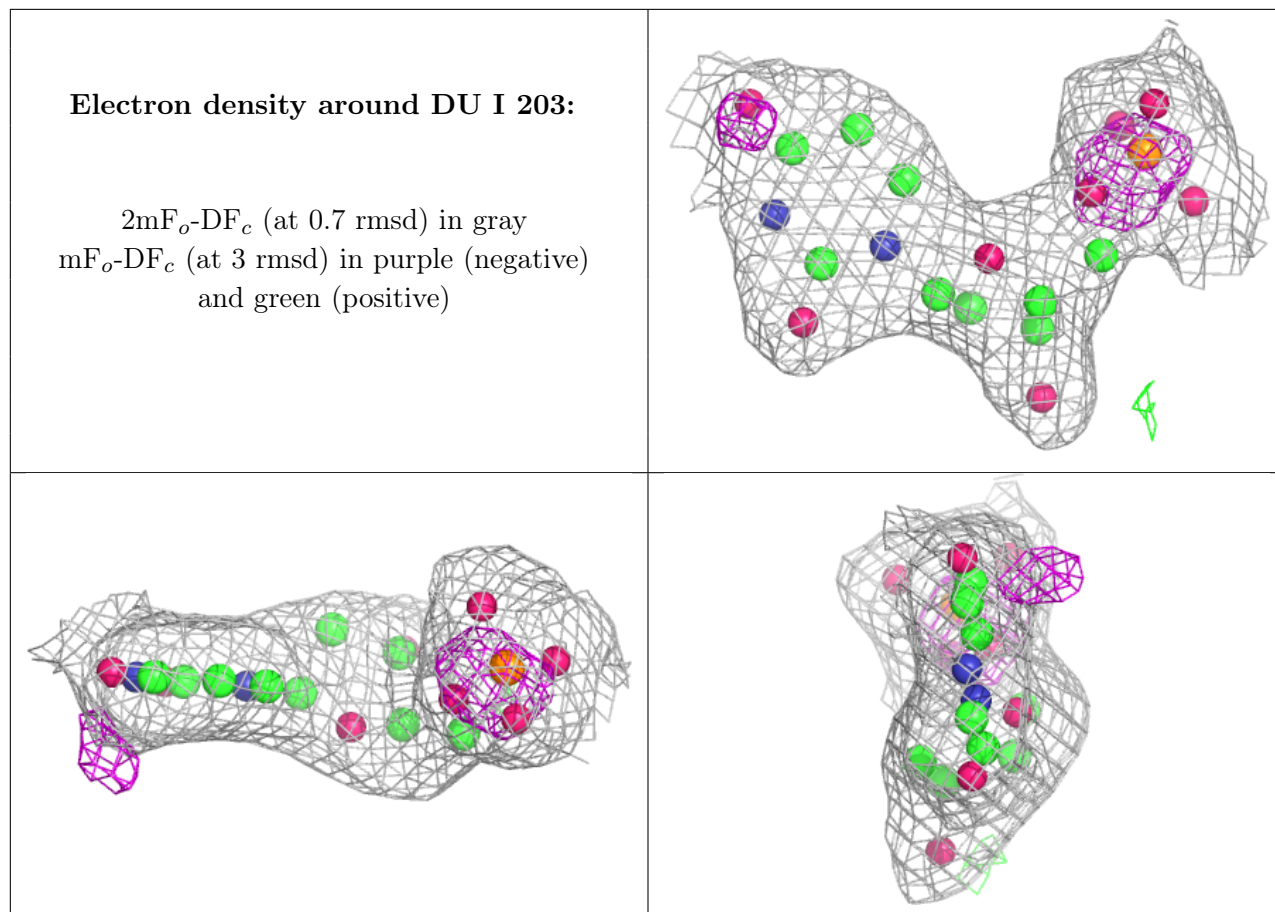 Electron density around DU I 203:
2mFo-DFc (at 0.7 rmsd) in gray
mFo-DFc (at 3 rmsd) in purple (negative)
and green (positive)